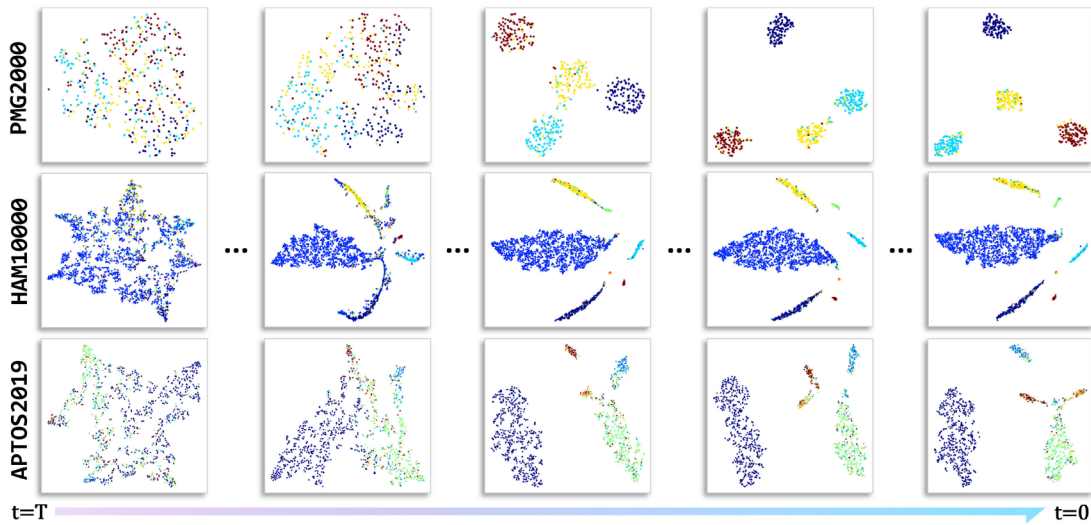 PMG2000
HAM10000
... ... ... ...
APTOS2019
t=T t=0